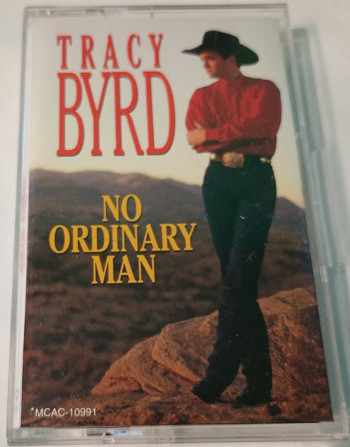 TRACY
BYRD
NO
ORDINARY
MAN
*MCAC-10991